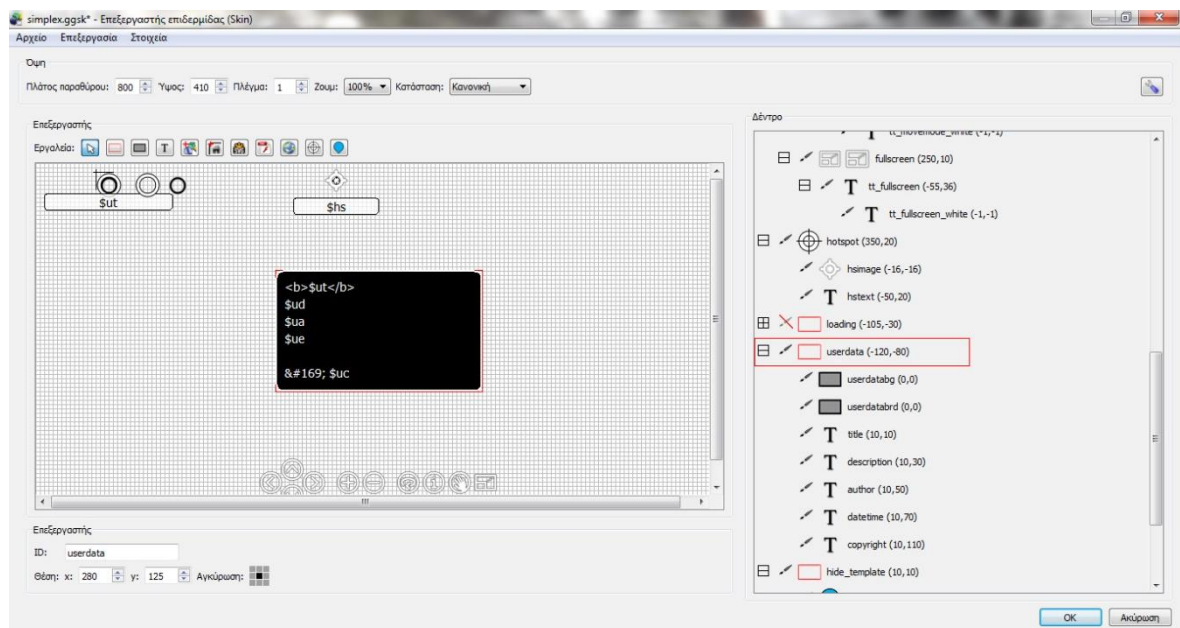 simplex.ggsk* - Επεξεργαστής επιδερμίδας (Skin)
Αρχείο Επεξεργασία Στοιχεία
Όψη
Πλάτος παραθύρου: 800 Ύψος: 410 Πλέγμα: 1 Ζουμ: 100% Κατάσταση: Κανονική
Επεξεργαστής
Εργαλεία: T
$ut
$hs
<b>$ut</b>
$ud
$ua
$ue
&#169; $uc
Επεξεργαστής
ID: userdata
Θέση: x: 280 y: 125 Αγκύρωση:
Δέντρο
T tt_movemode_white (-1,-1)
fullscreen (250,10)
T tt_fullscreen (-55,36)
T tt_fullscreen_white (-1,-1)
hotspot (350,20)
hsimage (-16,-16)
T hstext (-50,20)
loading (-105,-30)
userdata (-120,-80)
userdatabg (0,0)
userdatabrd (0,0)
T title (10,10)
T description (10,30)
T author (10,50)
T datetime (10,70)
T copyright (10,110)
hide_template (10,10)
OK Ακύρωση